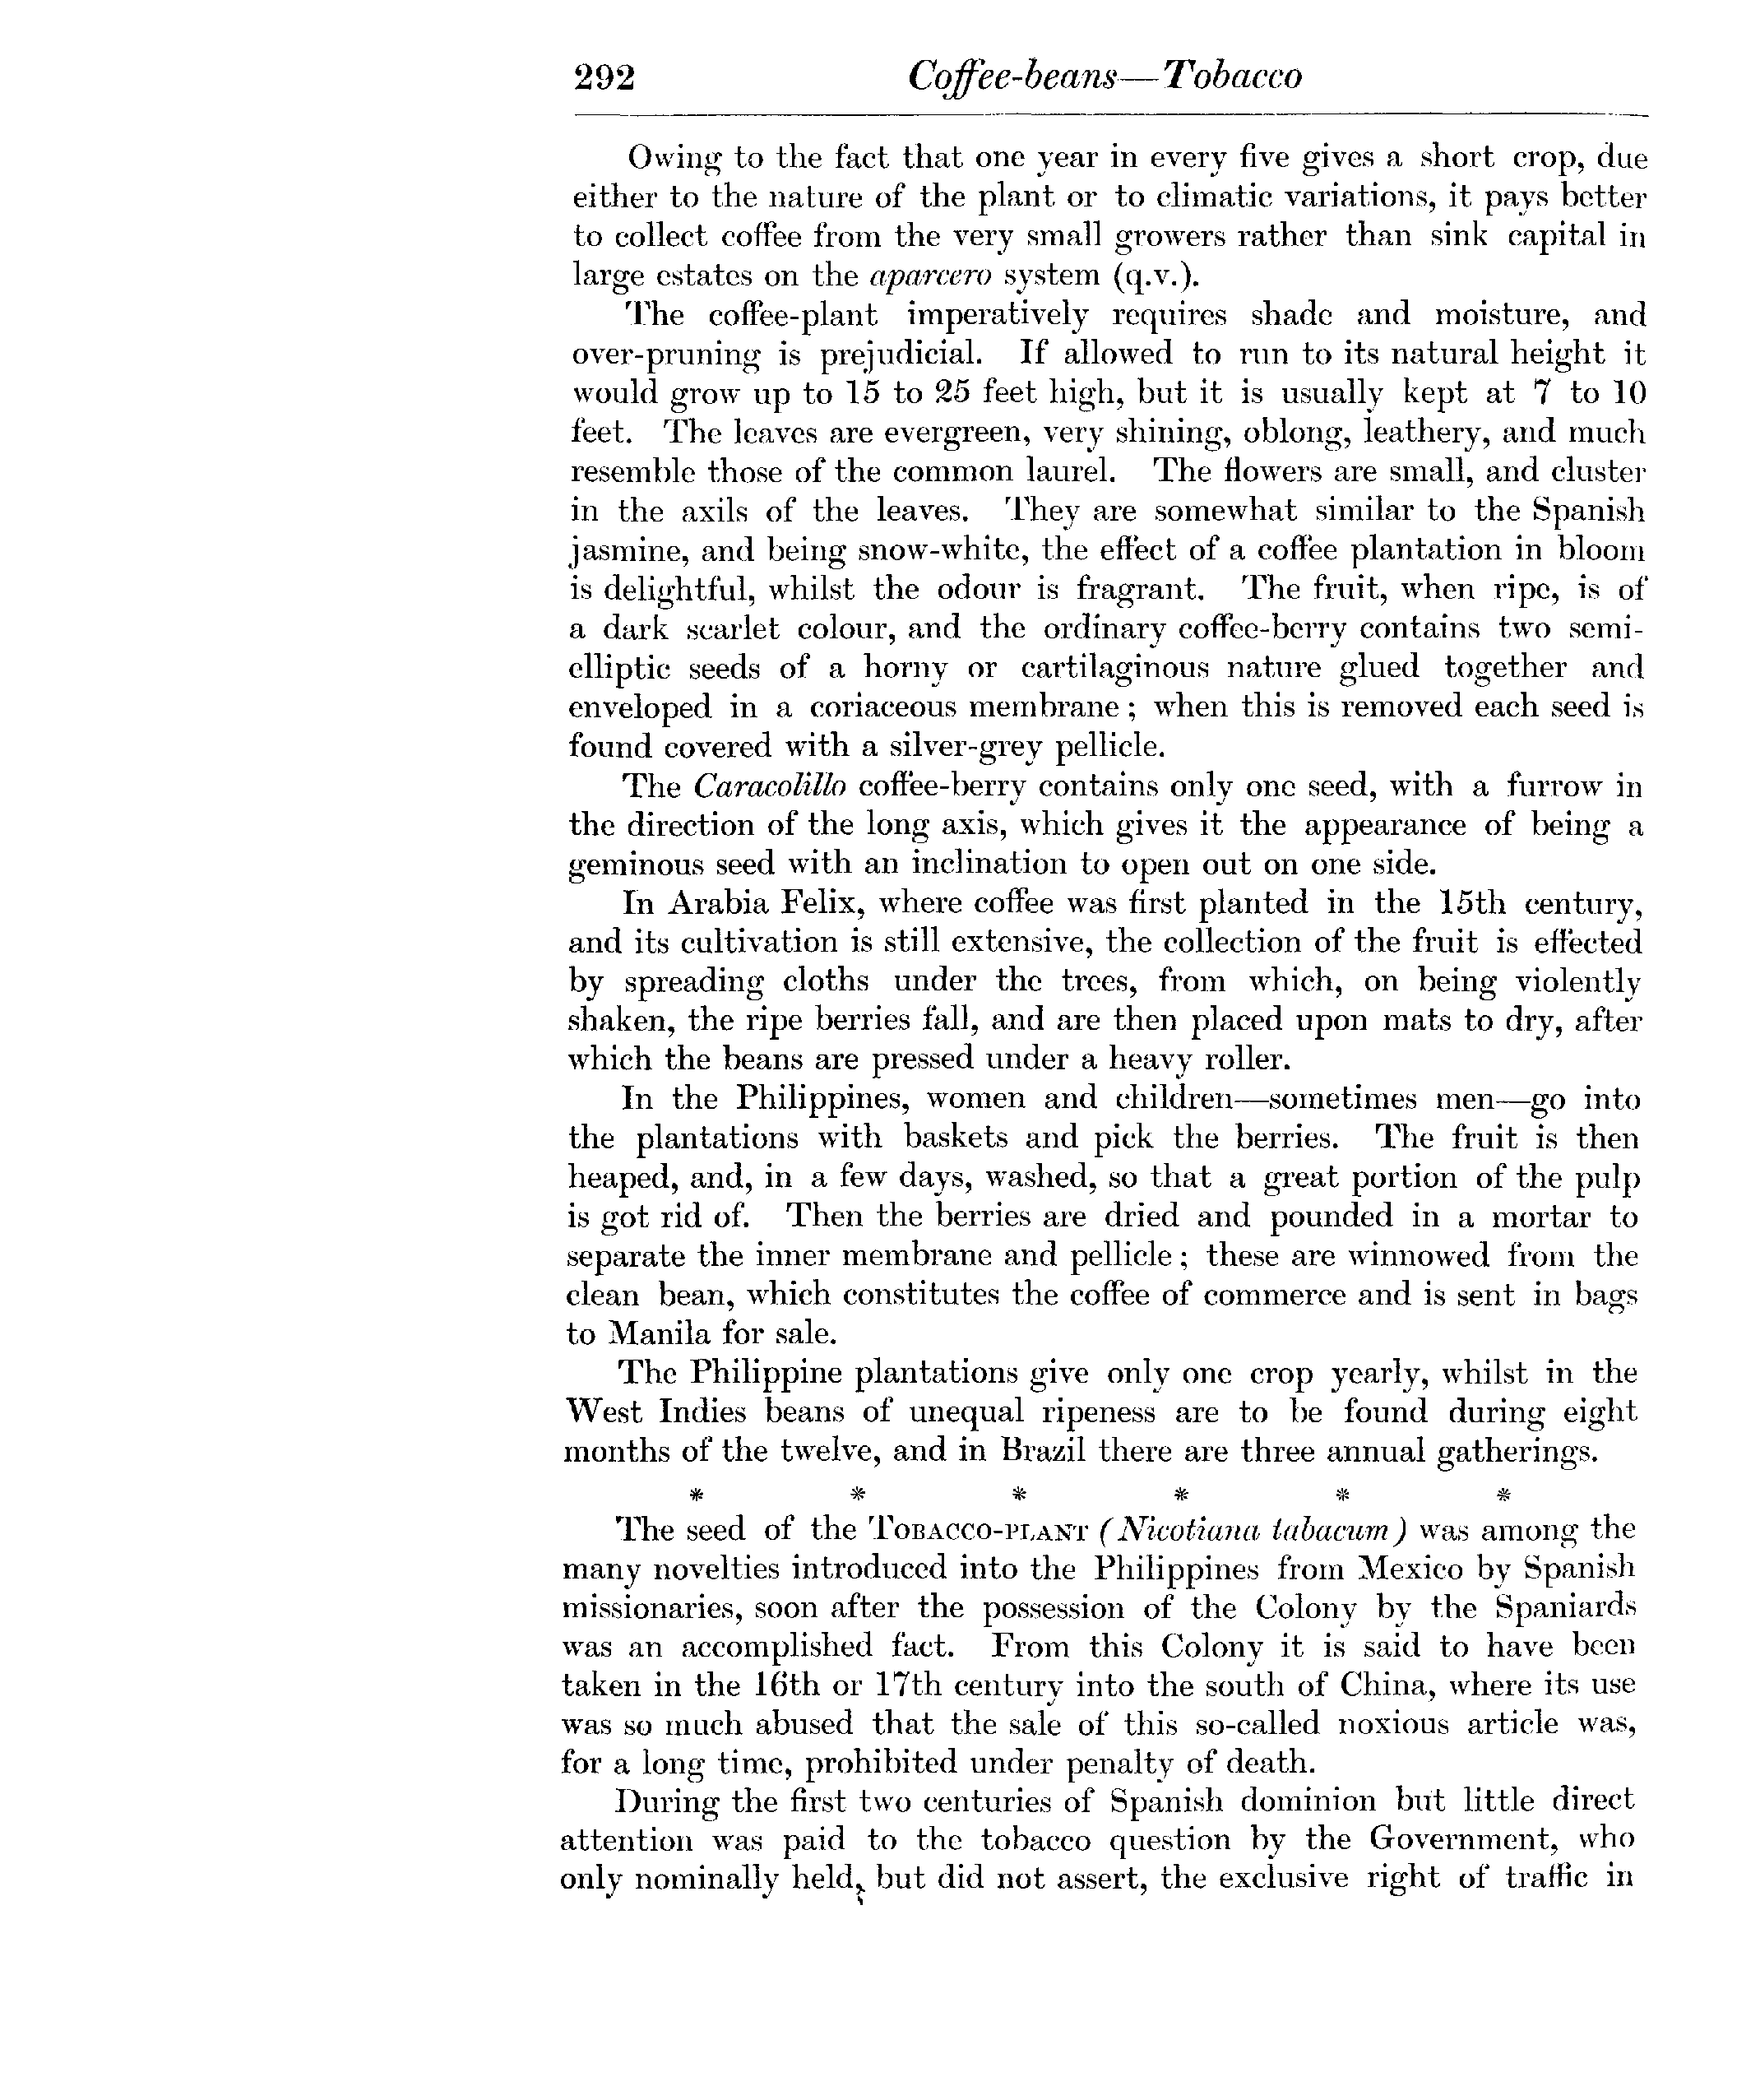 292 Coffee-beans—Tobacco
Owing to the fact that one year in every five gives a short crop, due
either to the nature of the plant or to climatic variations, it pays better
to collect coffee from the very small growers rather than sink capital in
large estates on the aparcero system (q.v.).
The coffee-plant imperatively requires shade and moisture, and
over-pruning is prejudicial. If allowed to run to its natural height it
would grow up to 15 to 25 feet high, but it is usually kept at 7 to 10
feet. The leaves are evergreen, very shining, oblong, leathery, and much
resemble those of the common laurel. The flowers are small, and cluster
in the axils of the leaves. They are somewhat similar to the Spanish
jasmine, and being snow-white, the effect of a coffee plantation in bloom
is delightful, whilst the odour is fragrant. The fruit, when ripe, is of
a dark scarlet colour, and the ordinary coffee-berry contains two semi-
elliptic seeds of a horny or cartilaginous nature glued together and
enveloped in a coriaceous membrane; when this is removed each seed is
found covered with a silver-grey pellicle.
The Caracolillo coffee-berry contains only one seed, with a furrow in
the direction of the long axis, which gives it the appearance of being a
geminous seed with an inclination to open out on one side.
In Arabia Felix, where coffee was first planted in the 15th century,
and its cultivation is still extensive, the collection of the fruit is effected
by spreading cloths under the trees, from which, on being violently
shaken, the ripe berries fall, and are then placed upon mats to dry, after
which the beans are pressed under a heavy roller.
In the Philippines, women and children—sometimes men—go into
the plantations with baskets and pick the berries. The fruit is then
heaped, and, in a few days, washed, so that a great portion of the pulp
is got rid of. Then the berries are dried and pounded in a mortar to
separate the inner membrane and pellicle; these are winnowed from the
clean bean, which constitutes the coffee of commerce and is sent in bags
to Manila for sale.
The Philippine plantations give only one crop yearly, whilst in the
West Indies beans of unequal ripeness are to be found during eight
months of the twelve, and in Brazil there are three annual gatherings.
* * * * * *
The seed of the TOBACCO-PLANT (Nicotiana tabacum) was among the
many novelties introduced into the Philippines from Mexico by Spanish
missionaries, soon after the possession of the Colony by the Spaniards
was an accomplished fact. From this Colony it is said to have been
taken in the 16th or 17th century into the south of China, where its use
was so much abused that the sale of this so-called noxious article was,
for a long time, prohibited under penalty of death.
During the first two centuries of Spanish dominion but little direct
attention was paid to the tobacco question by the Government, who
only nominally held, but did not assert, the exclusive right of traffic in